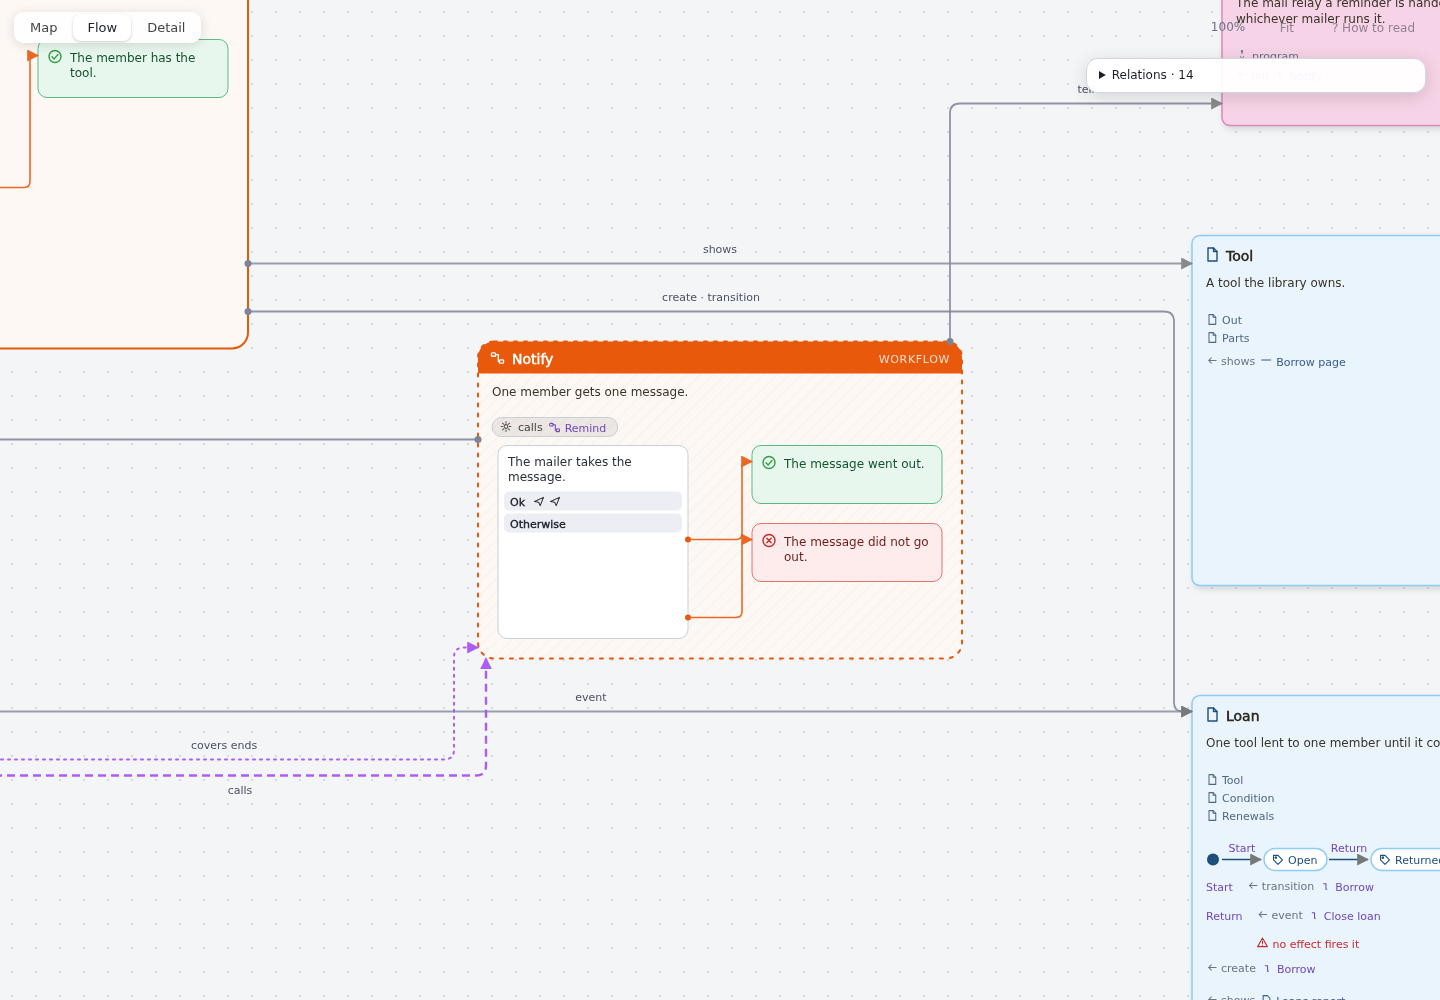 Map Flow Detail
The member has the
tool.
The mail relay a reminder is
whichever mailer runs it.
100% Fit ? How to read
program
Relations · 14
shows
create · transition
Notify WORKFLOW
One member gets one message.
calls Remind
The mailer takes the
message.
Ok
Otherwise
The message went out.
The message did not go
out.
event
covers ends
calls
Tool
A tool the library owns.
Out
Parts
← shows Borrow page
Loan
One tool lent to one member until it
Tool
Condition
Renewals
Start Open Return Returned
Start ← transition Borrow
Return ← event Close loan
no effect fires it
← create Borrow
← shows Loans report